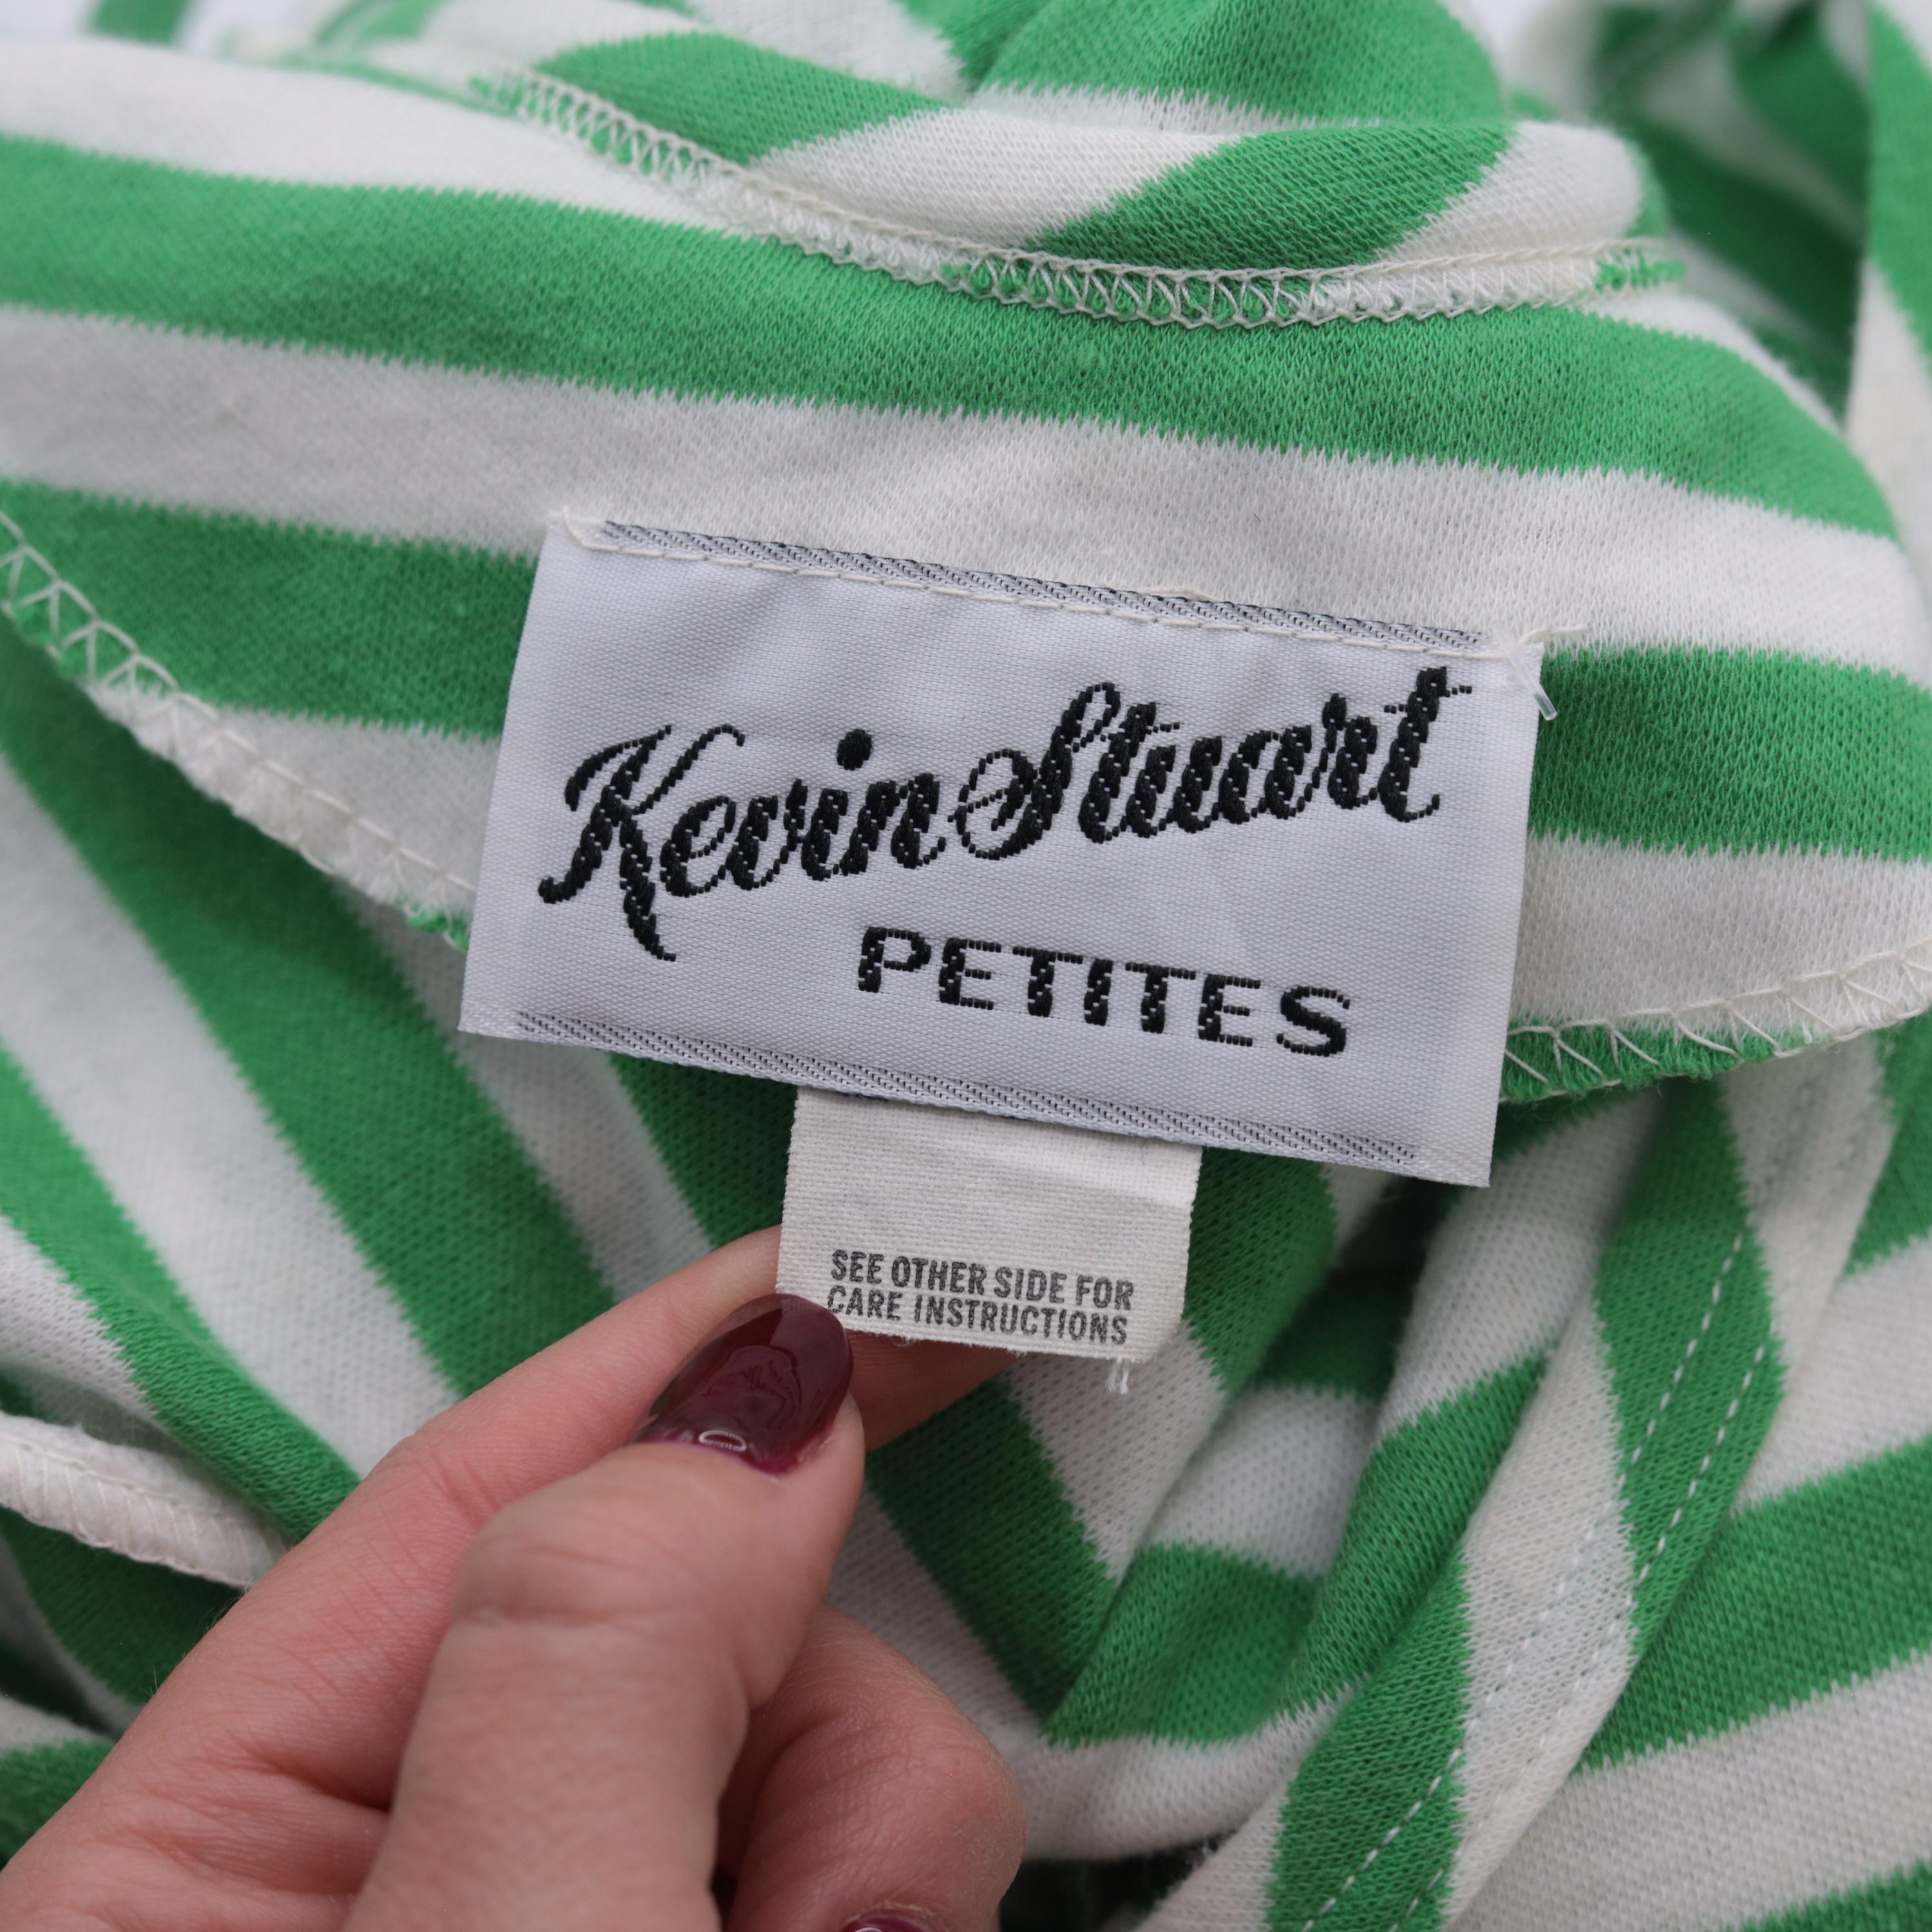 Kevin Stuart
PETITES
SEE OTHER SIDE FOR
CARE INSTRUCTIONS